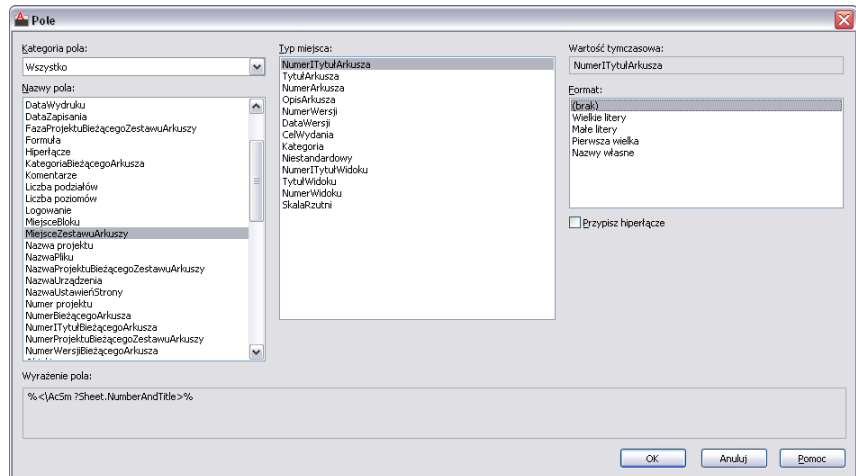 Pole
Kategoria pola:
Wszystko
Nazwy pola:
DataWydruku
DataZapisania
FazaProjektuBieżącegoZestawuArkuszy
Formuła
Hiperłącze
KategoriaBieżącegoArkusza
Komentarze
Liczba podziałów
Liczba poziomów
Logowanie
MiejsceBloku
MiejsceZestawuArkuszy
Nazwa projektu
NazwaPliku
NazwaProjektuBieżącegoZestawuArkuszy
NazwaUrządzenia
NazwaUstawieńStrony
Numer projektu
NumerBieżącegoArkusza
NumerITytułBieżącegoArkusza
NumerProjektuBieżącegoZestawuArkuszy
NumerWersjiBieżącegoArkusza
Typ miejsca:
NumerITytułArkusza
TytułArkusza
NumerArkusza
OpisArkusza
NumerWersji
DataWersji
CelWydania
Kategoria
Niestandardowy
NumerITytułWidoku
TytułWidoku
NumerWidoku
SkalaRzutni
Wartość tymczasowa:
NumerITytułArkusza
Format:
(brak)
Wielkie litery
Małe litery
Pierwsza wielka
Nazwy własne
Przypisz hiperłącze
Wyrażenie pola:
%<\AcSm ?Sheet.NumberAndTitle>%
OK
Anuluj
Pomoc